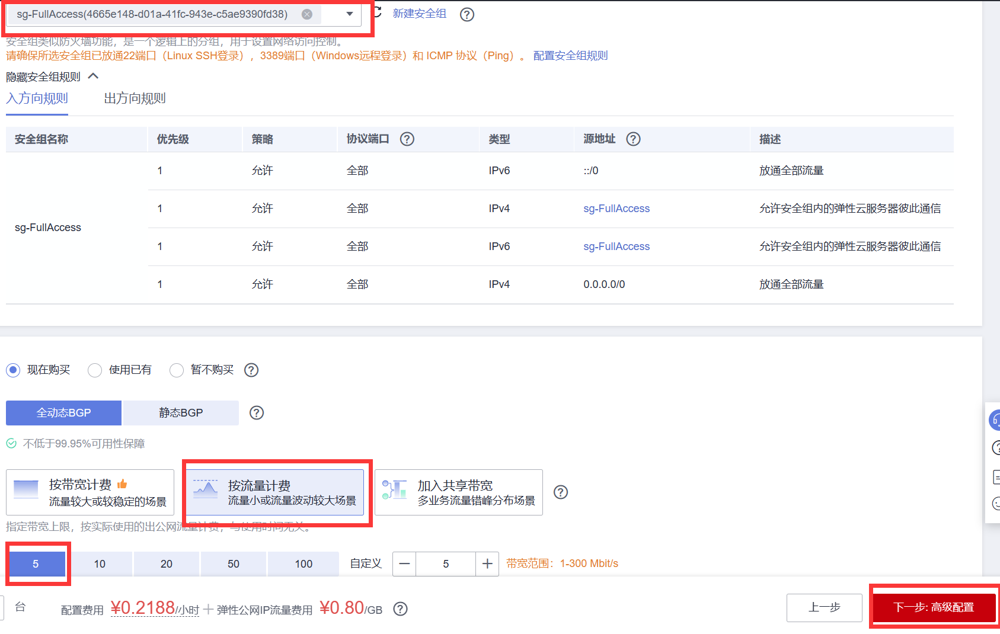 sg-FullAccess(4665e148-d01a-41fc-943e-c5ae9390fd38)
新建安全组
安全组类似防火墙功能，是一个逻辑上的分组，用于设置网络访问控制。
请确保所选安全组已放通22端口（Linux SSH登录），3389端口（Windows远程登录）和 ICMP 协议（Ping）。 配置安全组规则
隐藏安全组规则
入方向规则 出方向规则
安全组名称 优先级 策略 协议端口 类型 源地址 描述
1 允许 全部 IPv6 ::/0 放通全部流量
1 允许 全部 IPv4 sg-FullAccess 允许安全组内的弹性云服务器彼此通信
sg-FullAccess
1 允许 全部 IPv6 sg-FullAccess 允许安全组内的弹性云服务器彼此通信
1 允许 全部 IPv4 0.0.0.0/0 放通全部流量
现在购买 使用已有 暂不购买
全动态BGP 静态BGP
不低于99.95%可用性保障
按带宽计费
流量较大或较稳定的场景
按流量计费
流量小或流量波动较大场景
加入共享带宽
多业务流量错峰分布场景
指定带宽上限，按实际使用的出公网流量计费，与使用时间无关。
5 10 20 50 100 自定义 5 带宽范围：1-300 Mbit/s
台 配置费用 ¥0.2188/小时 + 弹性公网IP流量费用 ¥0.80/GB
上一步 下一步: 高级配置